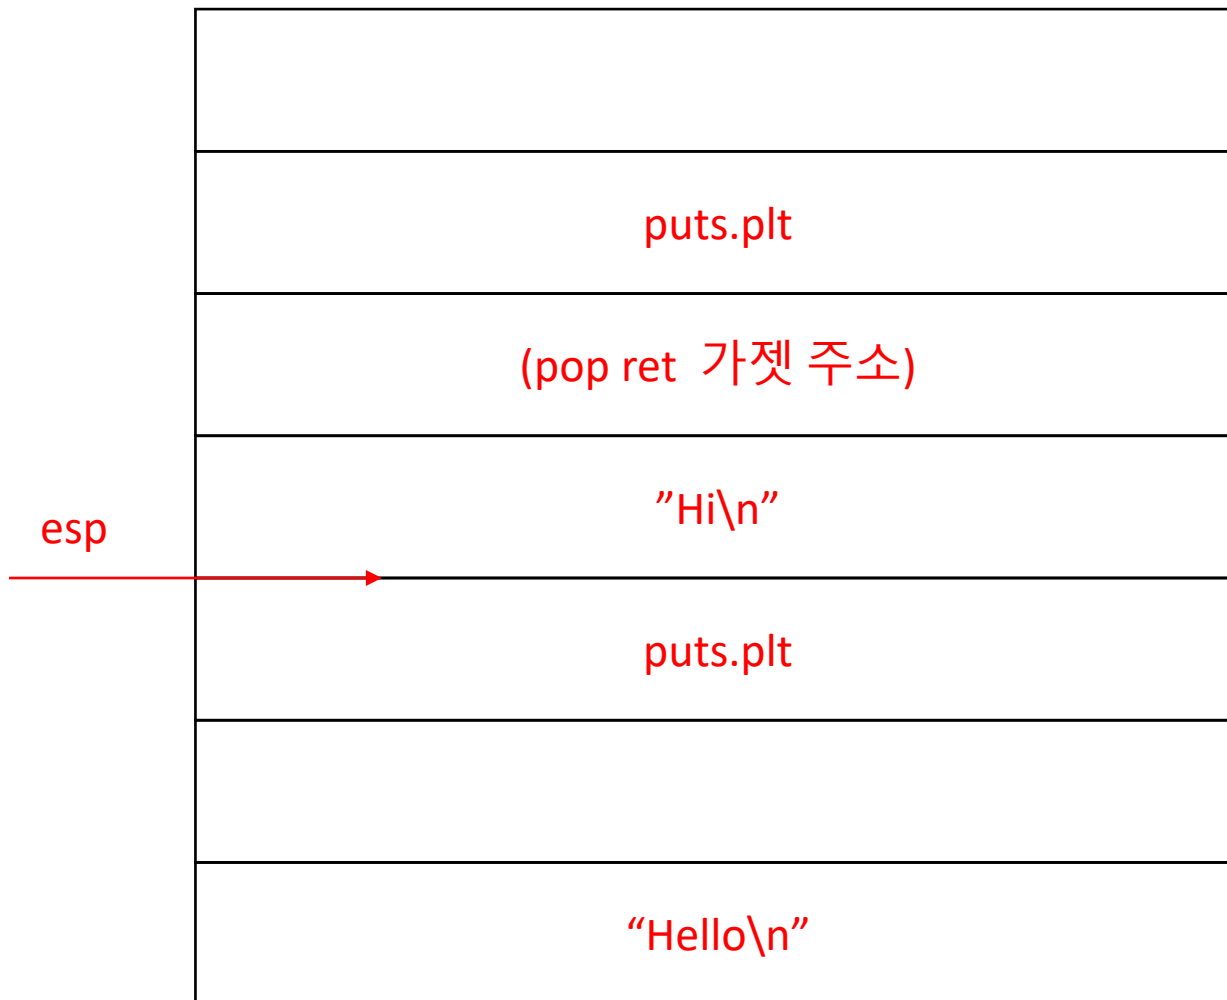 puts.plt
(pop ret 가젯 주소)
”Hi\n”
esp
puts.plt
“Hello\n”